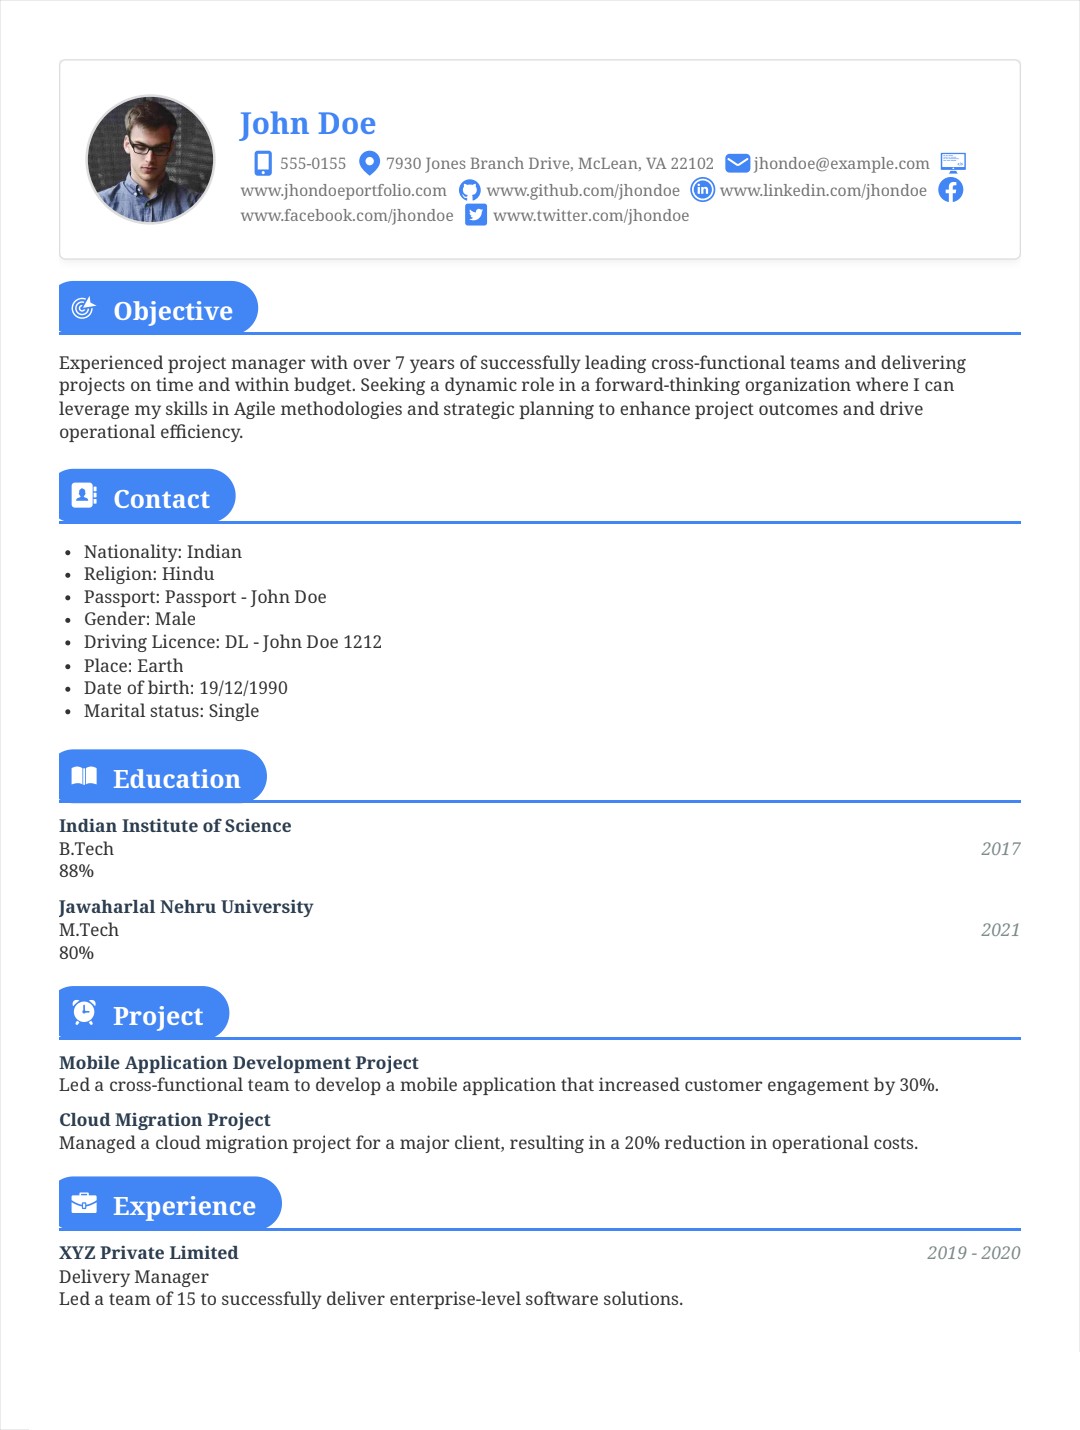 John Doe
555-0155 7930 Jones Branch Drive, McLean, VA 22102 jhondoe@example.com
www.jhondoeportfolio.com www.github.com/jhondoe www.linkedin.com/jhondoe
www.facebook.com/jhondoe www.twitter.com/jhondoe
Objective
Experienced project manager with over 7 years of successfully leading cross-functional teams and delivering
projects on time and within budget. Seeking a dynamic role in a forward-thinking organization where I can
leverage my skills in Agile methodologies and strategic planning to enhance project outcomes and drive
operational efficiency.
Contact
• Nationality: Indian
• Religion: Hindu
• Passport: Passport - John Doe
• Gender: Male
• Driving Licence: DL - John Doe 1212
• Place: Earth
• Date of birth: 19/12/1990
• Marital status: Single
Education
Indian Institute of Science
B.Tech 2017
88%
Jawaharlal Nehru University
M.Tech 2021
80%
Project
Mobile Application Development Project
Led a cross-functional team to develop a mobile application that increased customer engagement by 30%.
Cloud Migration Project
Managed a cloud migration project for a major client, resulting in a 20% reduction in operational costs.
Experience
XYZ Private Limited 2019 - 2020
Delivery Manager
Led a team of 15 to successfully deliver enterprise-level software solutions.